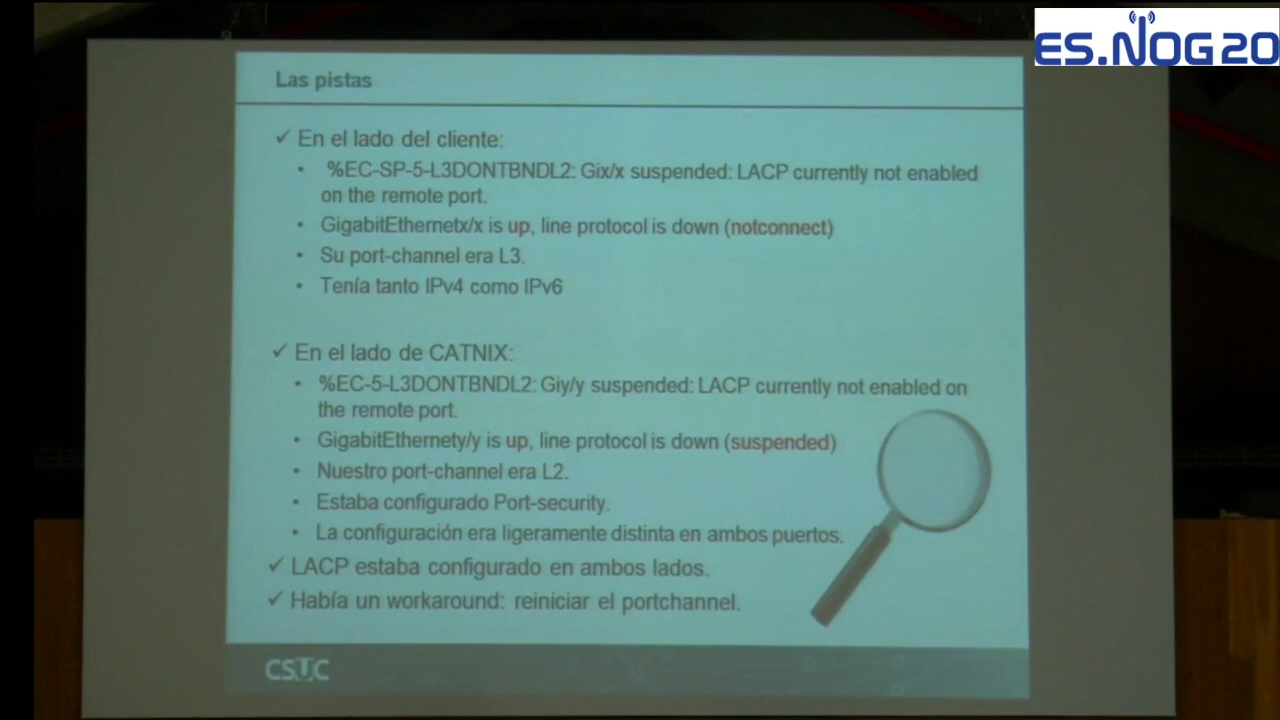 ES.NOG20
Las pistas
✓ En el lado del cliente:
• %EC-SP-5-L3DONTBNDL2: Gix/x suspended: LACP currently not enabled
on the remote port.
• GigabitEthernetx/x is up, line protocol is down (notconnect)
• Su port-channel era L3.
• Tenía tanto IPv4 como IPv6
✓ En el lado de CATNIX:
• %EC-5-L3DONTBNDL2: Giy/y suspended: LACP currently not enabled on
the remote port.
• GigabitEthernety/y is up, line protocol is down (suspended)
• Nuestro port-channel era L2.
• Estaba configurado Port-security.
• La configuración era ligeramente distinta en ambos puertos.
✓ LACP estaba configurado en ambos lados.
✓ Había un workaround: reiniciar el portchannel.
CSUC